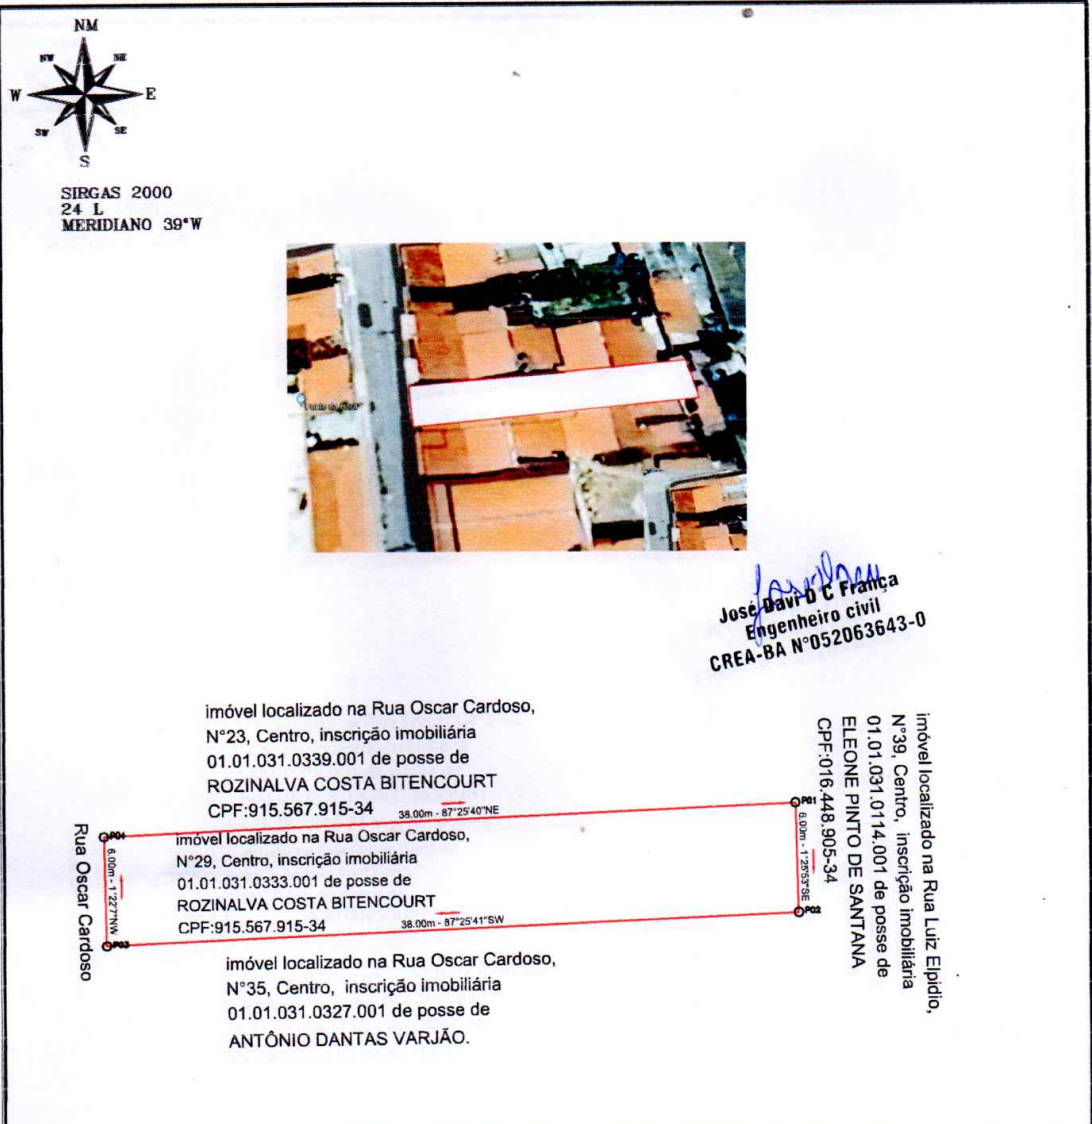 NM
NW
NE
W
E
SW
SE
S
SIRGAS 2000
24 L
MERIDIANO 39°W
José Davi D C França
Engenheiro civil
CREA-BA N°052063643-0
imóvel localizado na Rua Oscar Cardoso,
N°23, Centro, inscrição imobiliária
01.01.031.0339.001 de posse de
ROZINALVA COSTA BITENCOURT
CPF:915.567.915-34
38.00m - 87°25'40"NE
P01
P04
imóvel localizado na Rua Oscar Cardoso,
N°29, Centro, inscrição imobiliária
01.01.031.0333.001 de posse de
ROZINALVA COSTA BITENCOURT
CPF:915.567.915-34
38.00m - 87°25'41"SW
6.00m - 1°22'7"NW
Rua Oscar Cardoso
P03
P02
6.00m - 1°25'53"SE
imóvel localizado na Rua Luiz Elpidio,
N°39, Centro, inscrição imobiliária
01.01.031.0114.001 de posse de
ELEONE PINTO DE SANTANA
CPF:016.448.905-34
imóvel localizado na Rua Oscar Cardoso,
N°35, Centro, inscrição imobiliária
01.01.031.0327.001 de posse de
ANTÔNIO DANTAS VARJÃO.